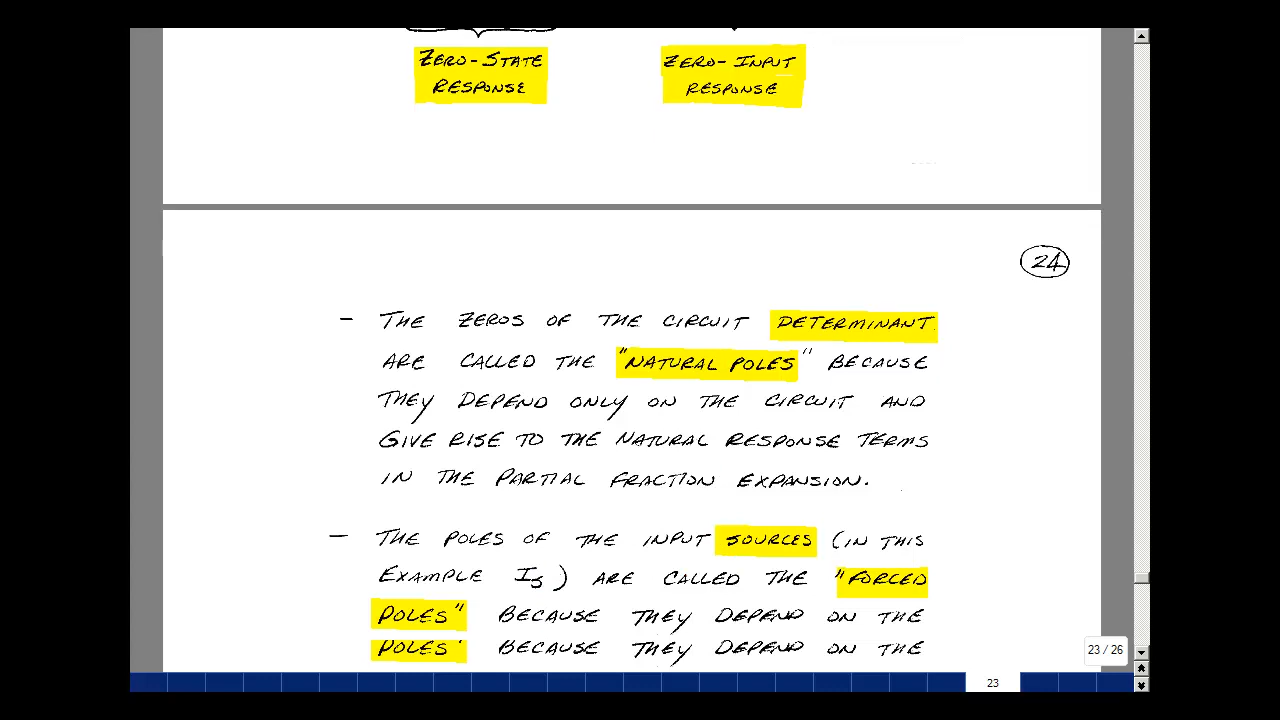 ZERO-STATE
RESPONSE
ZERO-INPUT
RESPONSE
24
- THE ZEROS OF THE CIRCUIT DETERMINANT
ARE CALLED THE "NATURAL POLES" BECAUSE
THEY DEPEND ONLY ON THE CIRCUIT AND
GIVE RISE TO THE NATURAL RESPONSE TERMS
IN THE PARTIAL FRACTION EXPANSION.
- THE POLES OF THE INPUT SOURCES (IN THIS
EXAMPLE IS) ARE CALLED THE "FORCED
POLES" BECAUSE THEY DEPEND ON THE
POLES' BECAUSE THEY DEPEND ON THE
23 / 26
23